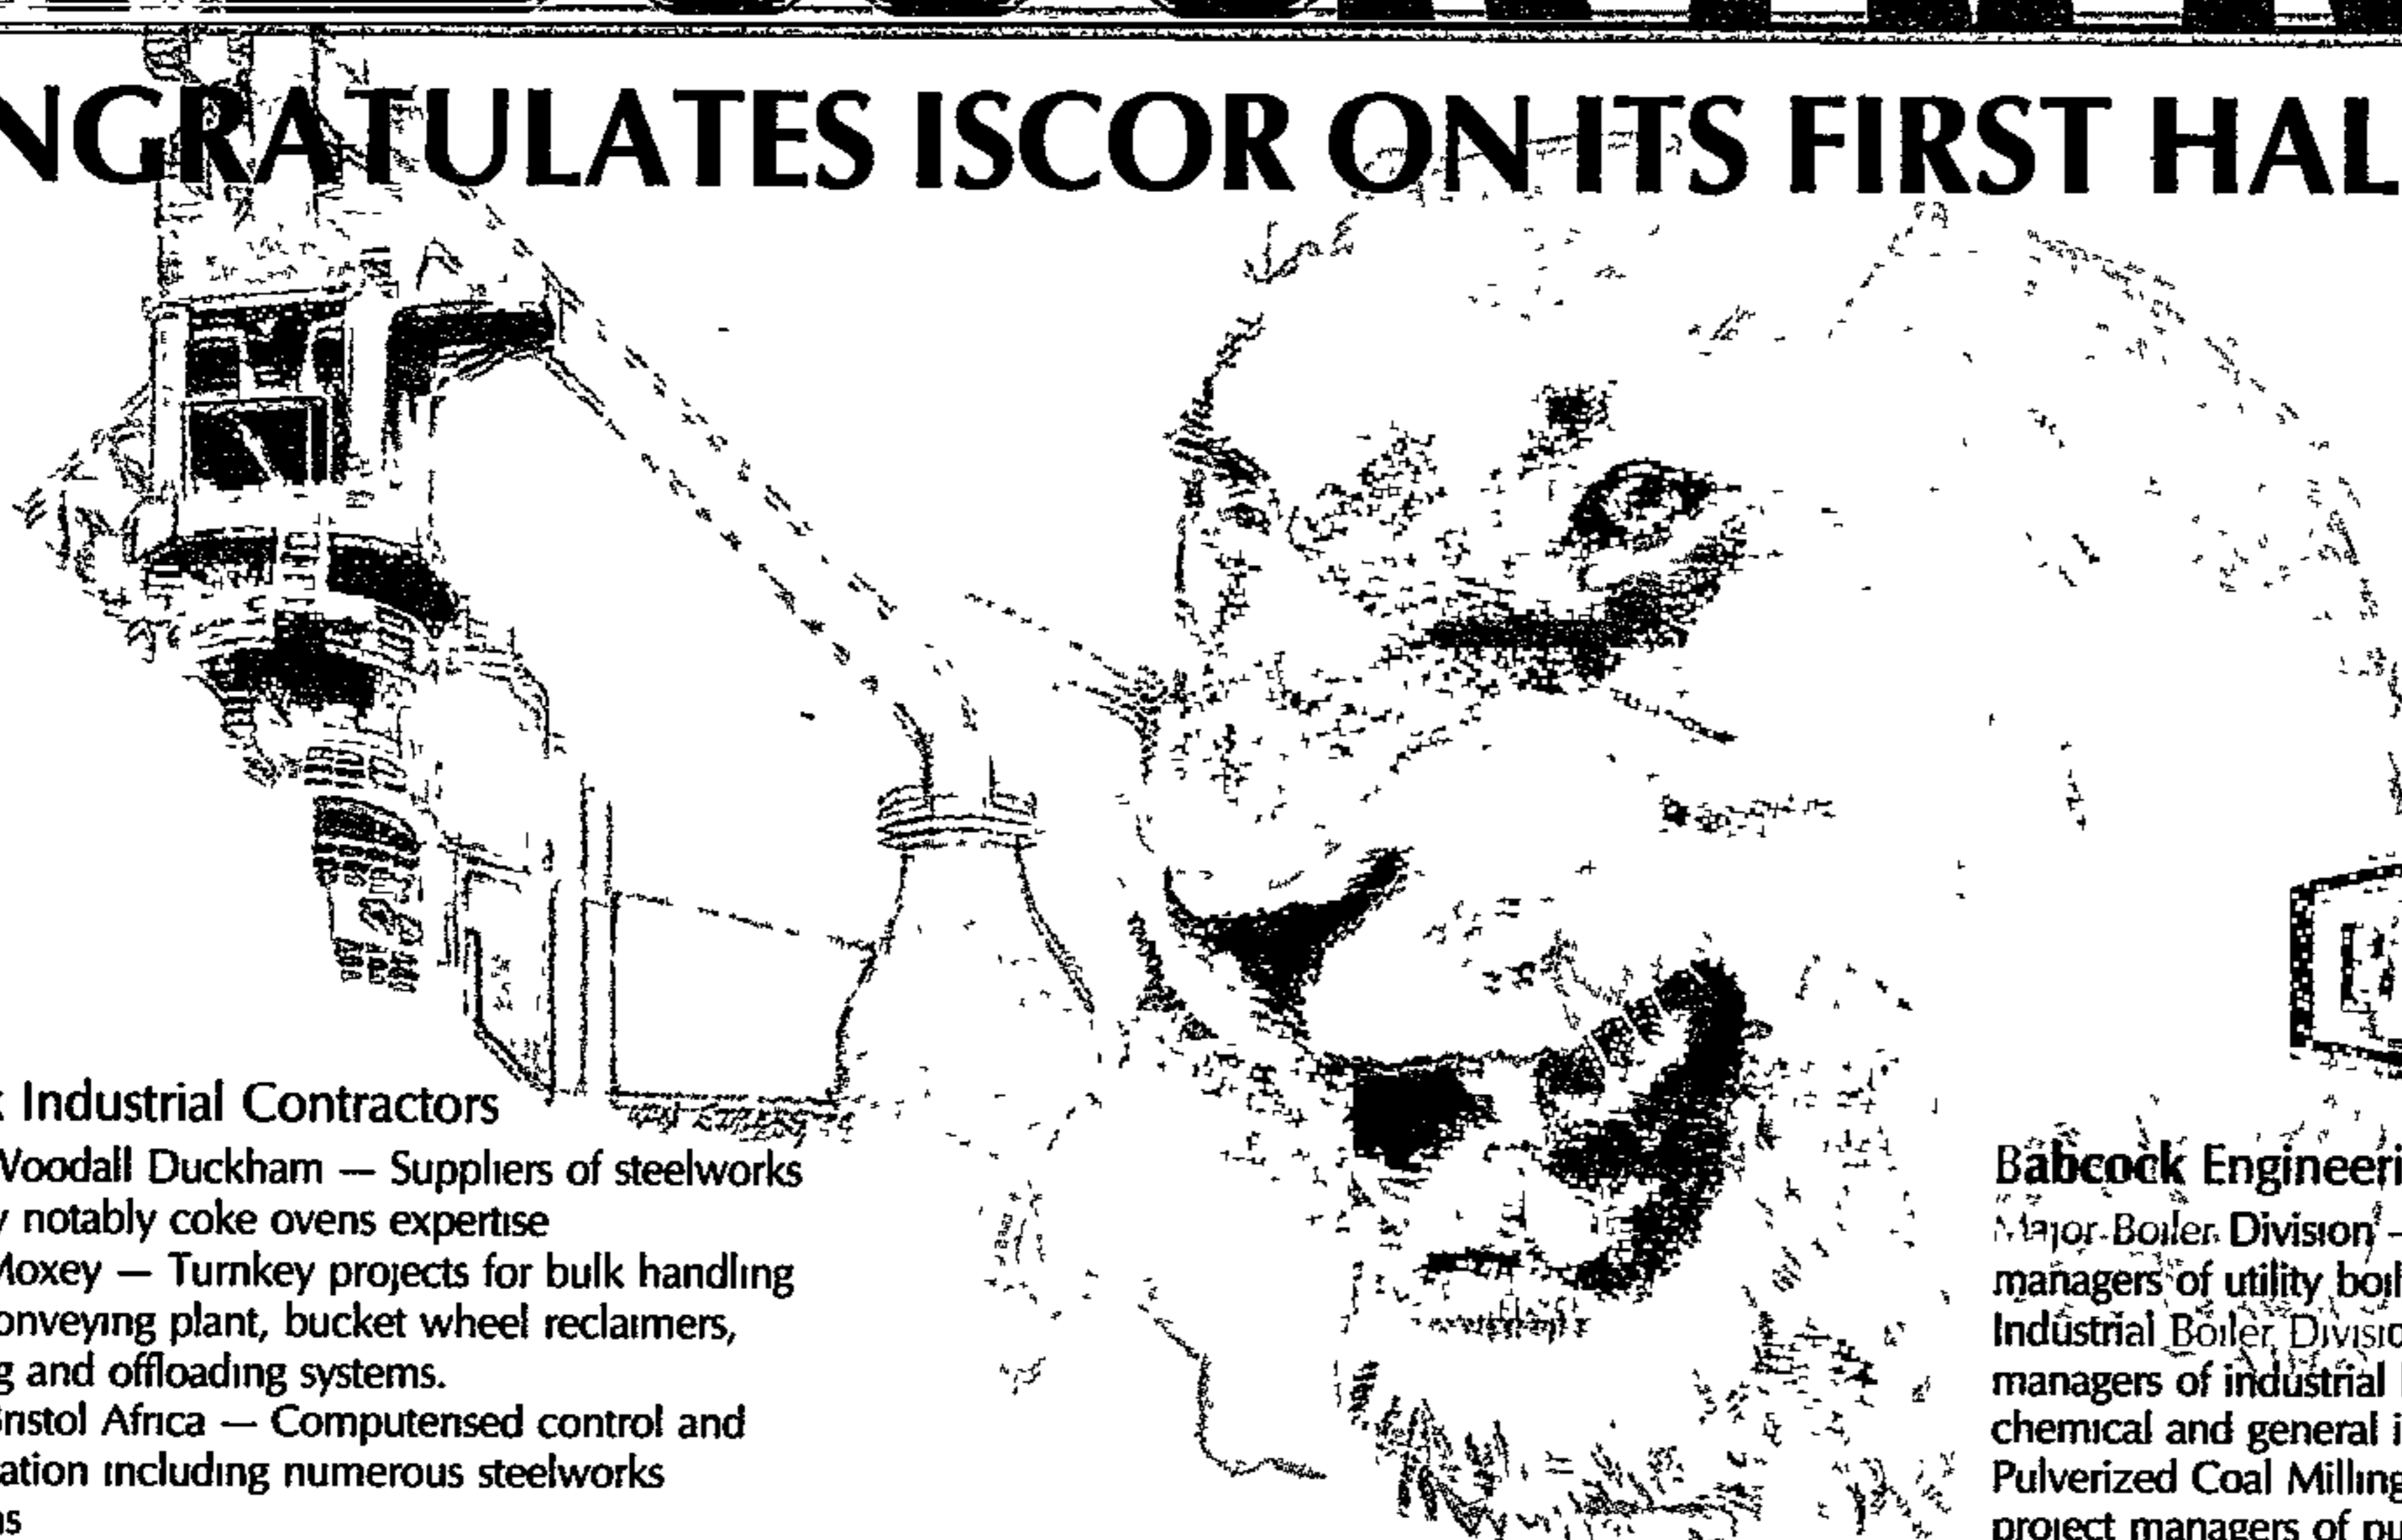 NGRATULATES ISCOR ON ITS FIRST HAL
Industrial Contractors
Woodall Duckham — Suppliers of steelworks
y notably coke ovens expertise
Moxey — Turnkey projects for bulk handling
onveying plant, bucket wheel reclaimers,
g and offloading systems.
Bristol Africa — Computerised control and
ation including numerous steelworks
ns
Babcock Engineeri
Major Boiler Division —
managers of utility boil
Industrial Boiler Divisio
managers of industrial
chemical and general i
Pulverized Coal Milling
project managers of pu